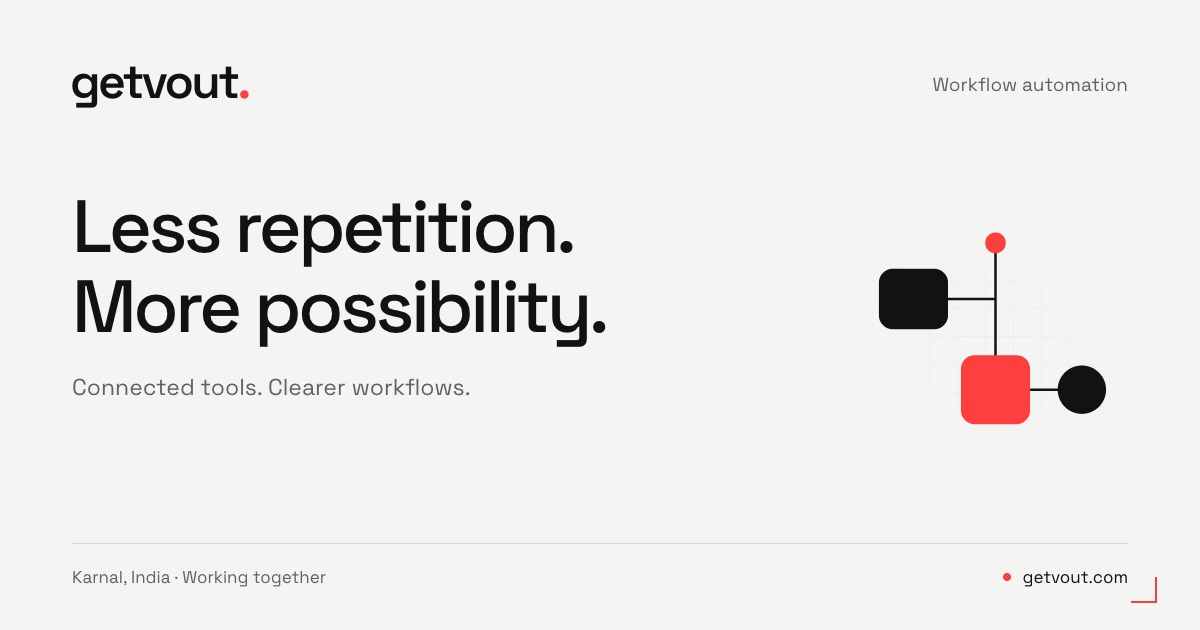 getvout.
Workflow automation
Less repetition.
More possibility.
Connected tools. Clearer workflows.
Karnal, India · Working together
getvout.com